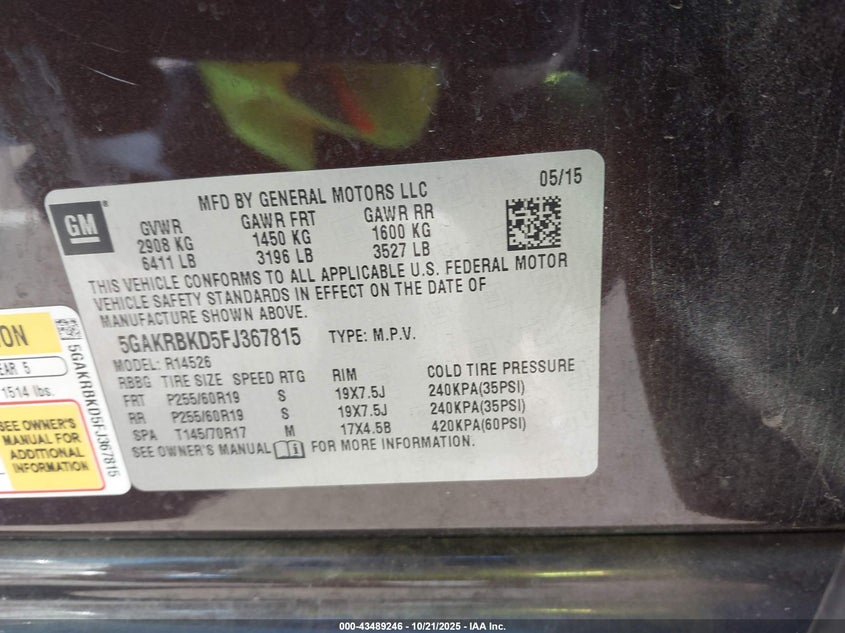 MFD BY GENERAL MOTORS LLC 05/15
GM®
GVWR GAWR FRT GAWR RR
2908 KG 1450 KG 1600 KG
6411 LB 3196 LB 3527 LB
THIS VEHICLE CONFORMS TO ALL APPLICABLE U.S. FEDERAL MOTOR
VEHICLE SAFETY STANDARDS IN EFFECT ON THE DATE OF
MANUFACTURE SHOWN ABOVE.
5GAKRBKD5FJ367815 TYPE: M.P.V.
MODEL: R14526
RBBG TIRE SIZE SPEED RTG RIM COLD TIRE PRESSURE
FRT P255/60R19 S 19X7.5J 240KPA(35PSI)
RR P255/60R19 S 19X7.5J 240KPA(35PSI)
SPA T145/70R17 M 17X4.5B 420KPA(60PSI)
SEE OWNER'S MANUAL FOR MORE INFORMATION.
ION
EAR 5
1514 lbs.
SEE OWNER'S
MANUAL FOR
ADDITIONAL
INFORMATION
5GAKRBKD5FJ367815
000-43489246 - 10/21/2025 - IAA Inc.